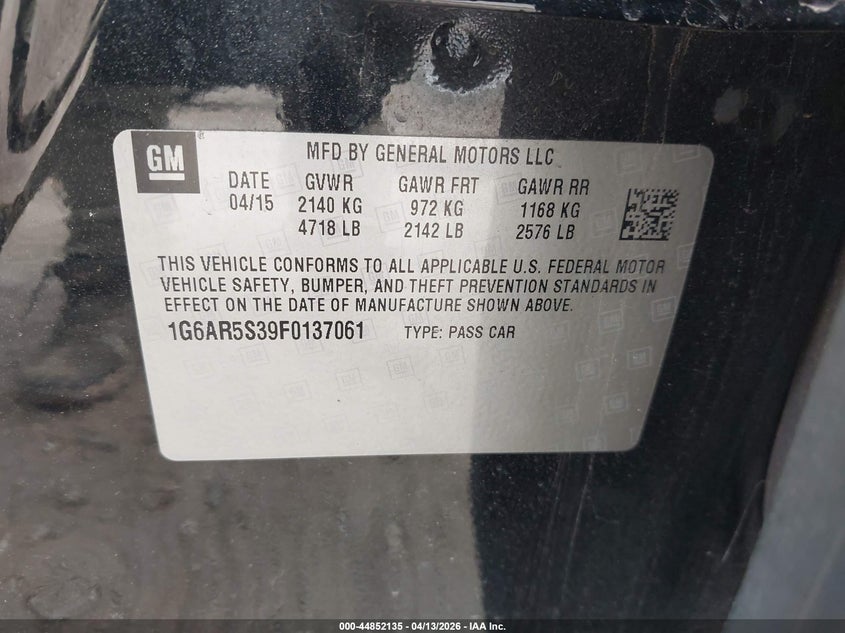 GM
MFD BY GENERAL MOTORS LLC
DATE GVWR GAWR FRT GAWR RR
04/15 2140 KG 972 KG 1168 KG
4718 LB 2142 LB 2576 LB
THIS VEHICLE CONFORMS TO ALL APPLICABLE U.S. FEDERAL MOTOR
VEHICLE SAFETY, BUMPER, AND THEFT PREVENTION STANDARDS IN
EFFECT ON THE DATE OF MANUFACTURE SHOWN ABOVE.
1G6AR5S39F0137061 TYPE: PASS CAR
000-44852135 - 04/13/2026 - IAA Inc.